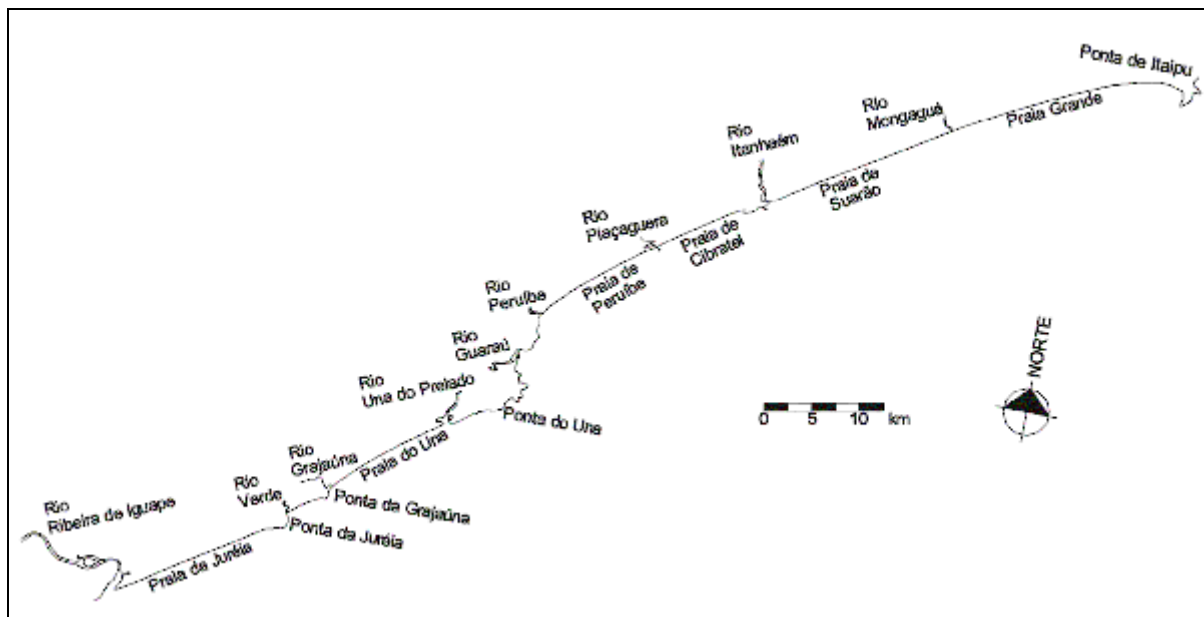 Ponta de Itaipu
Rio
Mongaguá
Praia Grande
Rio
Itanhaém
Praia de
Suarão
Rio
Piaçaguera
Praia de
Cibratel
Praia de
Peruíbe
Rio
Peruíbe
Rio
Guaraú
Rio
Una do Prelado
Ponta do Una
Praia do Una
Rio
Grajaúna
Rio
Verde
Ponta da Grajaúna
Ponta da Juréia
Rio
Ribeira de Iguape
Praia da Juréia
NORTE
0 5 10 km